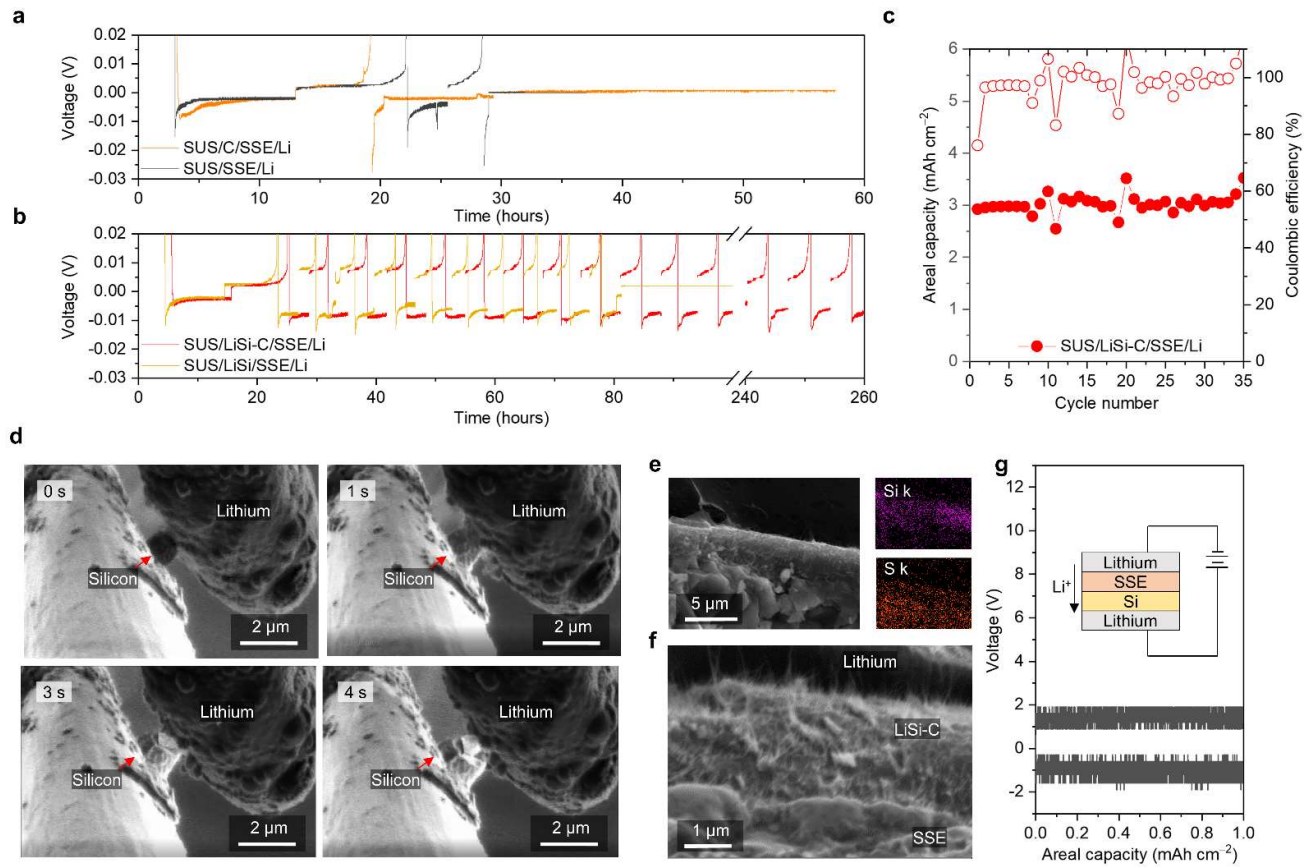 a
0.02
0.01
0.00
-0.01
-0.02
-0.03
Voltage (V)
SUS/C/SSE/Li
SUS/SSE/Li
0 10 20 30 40 50 60
Time (hours)
b
0.02
0.01
0.00
-0.01
-0.02
-0.03
Voltage (V)
SUS/LiSi-C/SSE/Li
SUS/LiSi/SSE/Li
0 20 40 60 80 100 120 240 260
Time (hours)
c
6
5
4
3
2
1
0
Areal capacity (mAh cm⁻²)
100
80
60
40
20
0
Coulombic efficiency (%)
SUS/LiSi-C/SSE/Li
0 5 10 15 20 25 30 35
Cycle number
d
0 s
Lithium
Silicon
2 μm
1 s
Lithium
Silicon
2 μm
3 s
Lithium
Silicon
2 μm
4 s
Lithium
Silicon
2 μm
e
5 μm
Si k
S k
f
Lithium
LiSi-C
SSE
1 μm
g
12
10
8
6
4
2
0
-2
Voltage (V)
Lithium
SSE
Si
Lithium
Li⁺
0.0 0.2 0.4 0.6 0.8 1.0
Areal capacity (mAh cm⁻²)